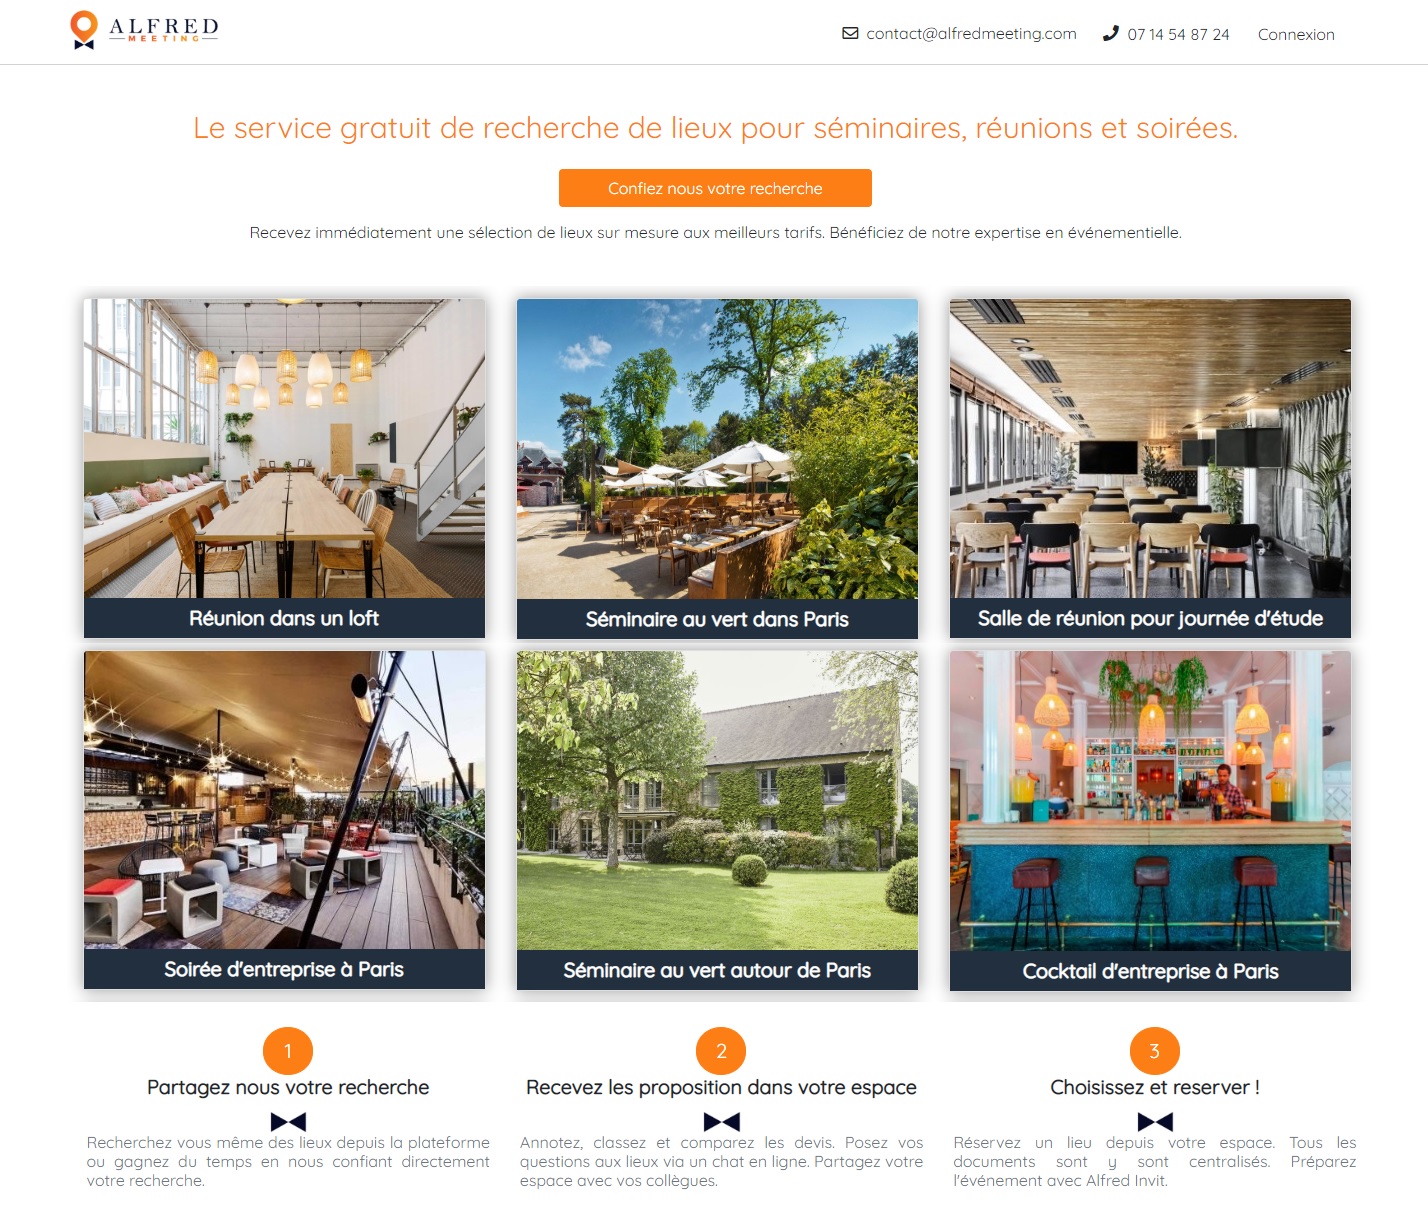 ALFRED
MEETING
contact@alfredmeeting.com
07 14 54 87 24
Connexion
Le service gratuit de recherche de lieux pour séminaires, réunions et soirées.
Confiez nous votre recherche
Recevez immédiatement une sélection de lieux sur mesure aux meilleurs tarifs. Bénéficiez de notre expertise en événementielle.
Réunion dans un loft
Séminaire au vert dans Paris
Salle de réunion pour journée d'étude
Soirée d'entreprise à Paris
Séminaire au vert autour de Paris
Cocktail d'entreprise à Paris
1
Partagez nous votre recherche
Recherchez vous même des lieux depuis la plateforme
ou gagnez du temps en nous confiant directement
votre recherche.
2
Recevez les proposition dans votre espace
Annotez, classez et comparez les devis. Posez vos
questions aux lieux via un chat en ligne. Partagez votre
espace avec vos collègues.
3
Choisissez et reserver !
Réservez un lieu depuis votre espace. Tous les
documents sont y sont centralisés. Préparez
l'événement avec Alfred Invit.